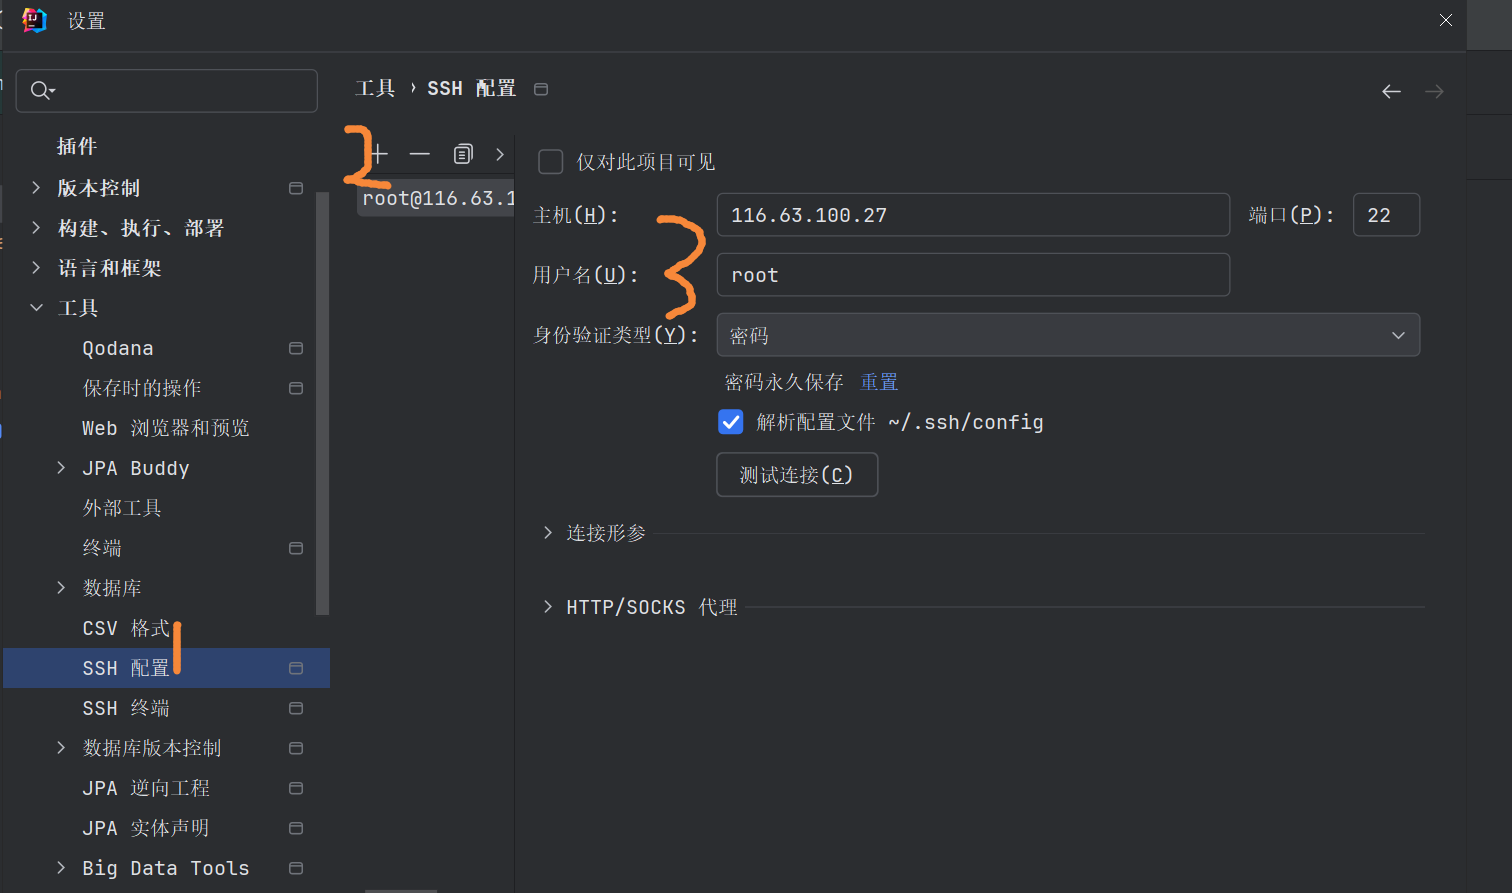 设置
工具 › SSH 配置
插件
版本控制
构建、执行、部署
语言和框架
工具
Qodana
保存时的操作
Web 浏览器和预览
JPA Buddy
外部工具
终端
数据库
CSV 格式
SSH 配置
SSH 终端
数据库版本控制
JPA 逆向工程
JPA 实体声明
Big Data Tools
1
2
root@116.63.1
仅对此项目可见
主机(H): 116.63.100.27 端口(P): 22
3
用户名(U): root
身份验证类型(Y): 密码
密码永久保存 重置
解析配置文件 ~/.ssh/config
测试连接(C)
连接形参
HTTP/SOCKS 代理